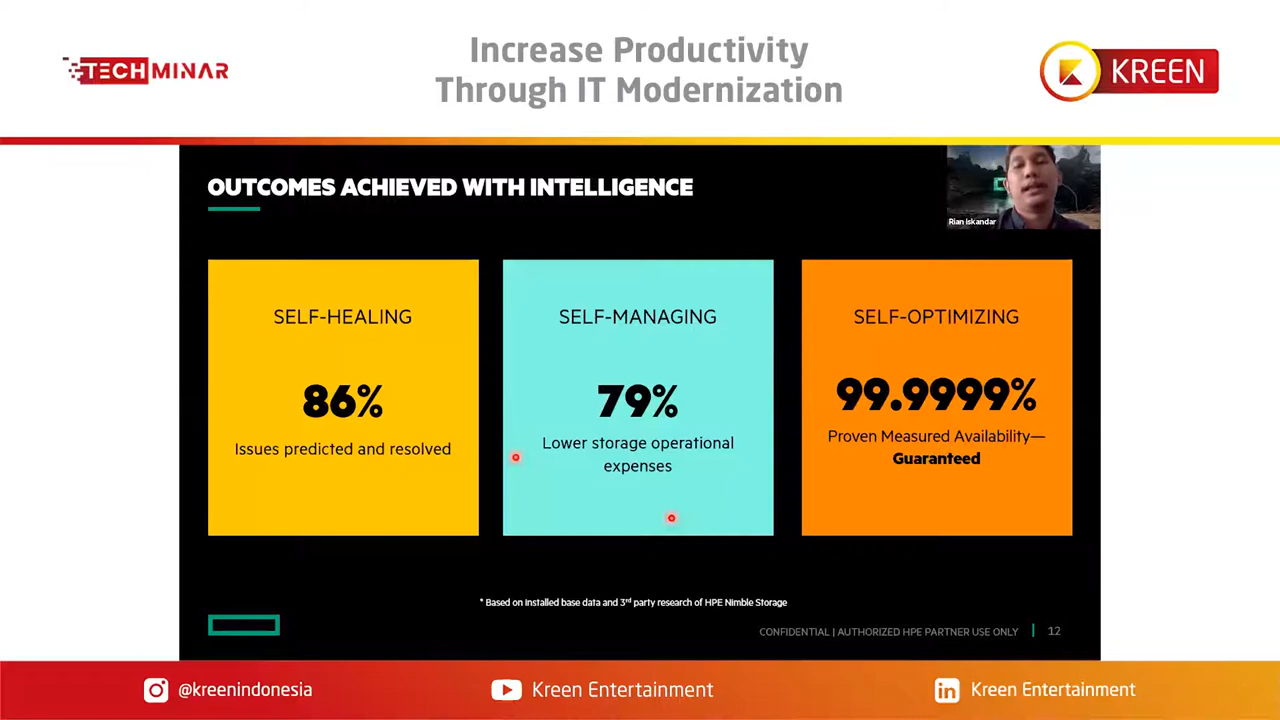 TECHMINAR
Increase Productivity
Through IT Modernization
KREEN
OUTCOMES ACHIEVED WITH INTELLIGENCE
Rian Iskandar
SELF-HEALING
86%
Issues predicted and resolved
SELF-MANAGING
79%
Lower storage operational
expenses
SELF-OPTIMIZING
99.9999%
Proven Measured Availability—
Guaranteed
* Based on installed base data and 3rd party research of HPE Nimble Storage
CONFIDENTIAL | AUTHORIZED HPE PARTNER USE ONLY | 12
@kreenindonesia
Kreen Entertainment
Kreen Entertainment